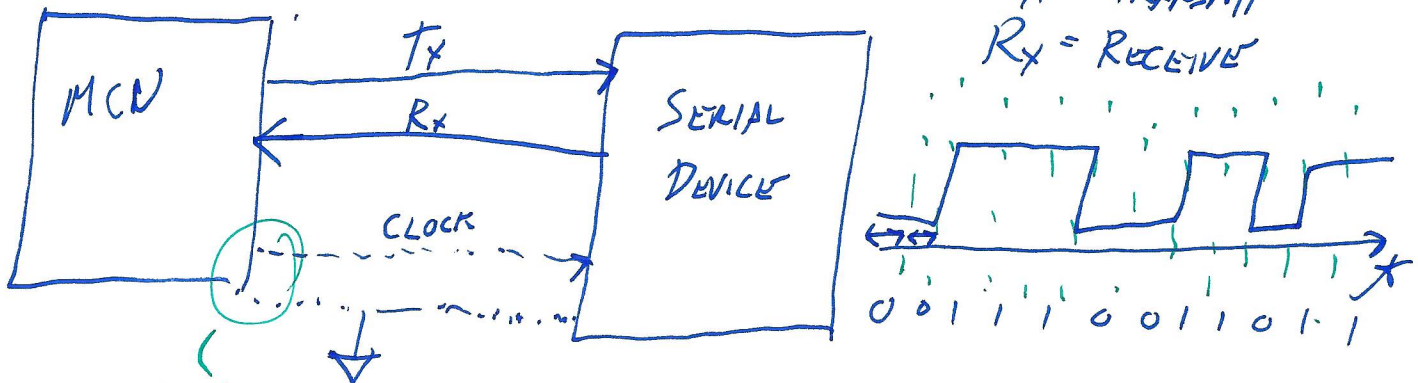 Rx = RECEIVE
MCU
Tx
Rx
CLOCK
SERIAL
DEVICE
t
0 0 1 1 1 0 0 1 1 0 1 1